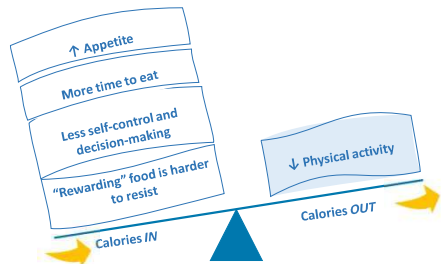 ↑ Appetite
More time to eat
Less self-control and
decision-making
“Rewarding” food is harder
to resist
Calories IN
↓ Physical activity
Calories OUT